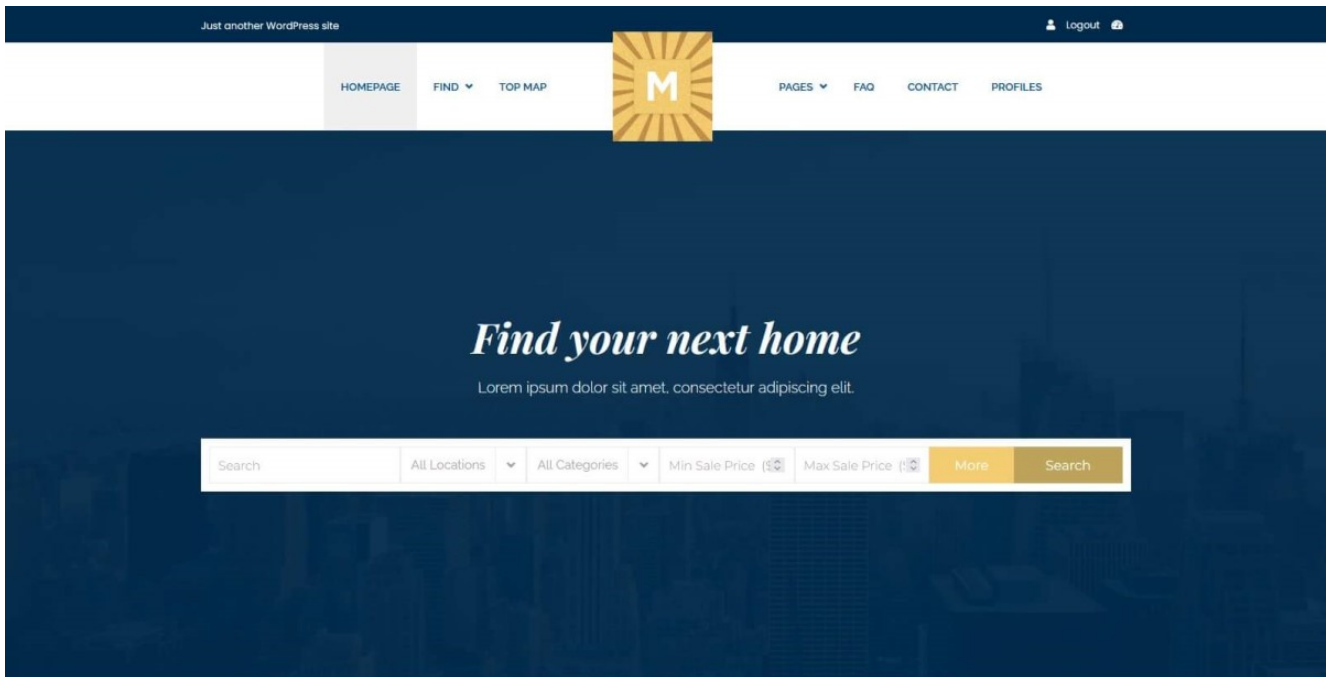 Just another WordPress site
Logout
HOMEPAGE FIND TOP MAP M PAGES FAQ CONTACT PROFILES
Find your next home
Lorem ipsum dolor sit amet, consectetur adipiscing elit.
Search All Locations All Categories Min Sale Price Max Sale Price More Search